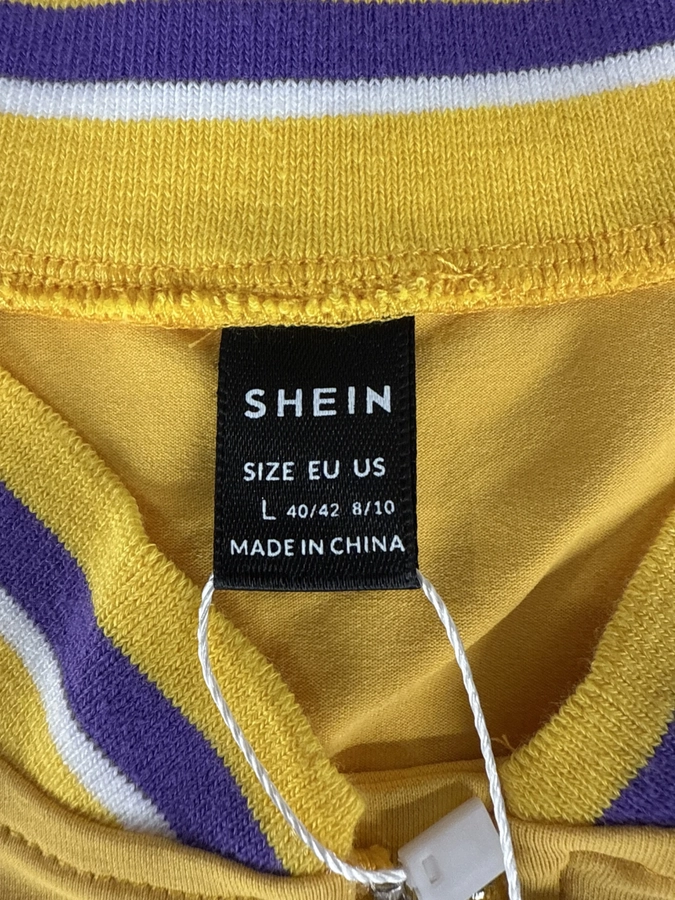 SHEIN
SIZE EU US
L 40/42 8/10
MADE IN CHINA